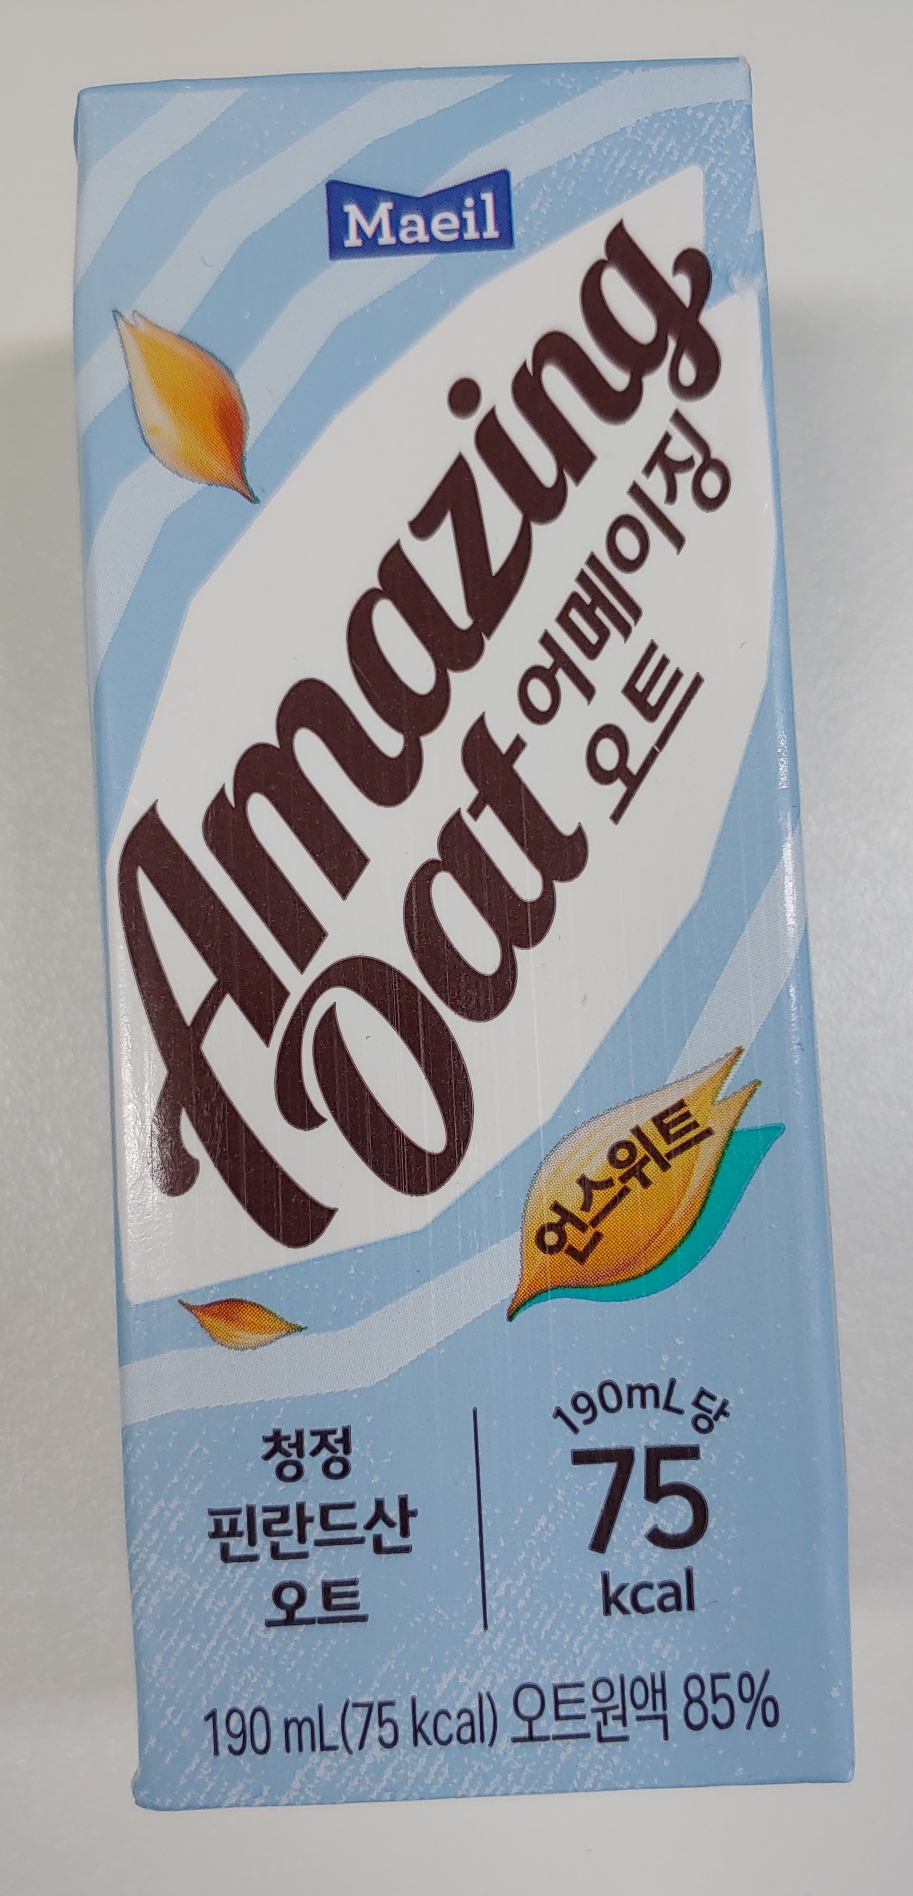 Maeil
Amazing
Oat
어메이징
오트
언스위트
청정
핀란드산
오트
190mL당
75
kcal
190 mL(75 kcal) 오트원액 85%